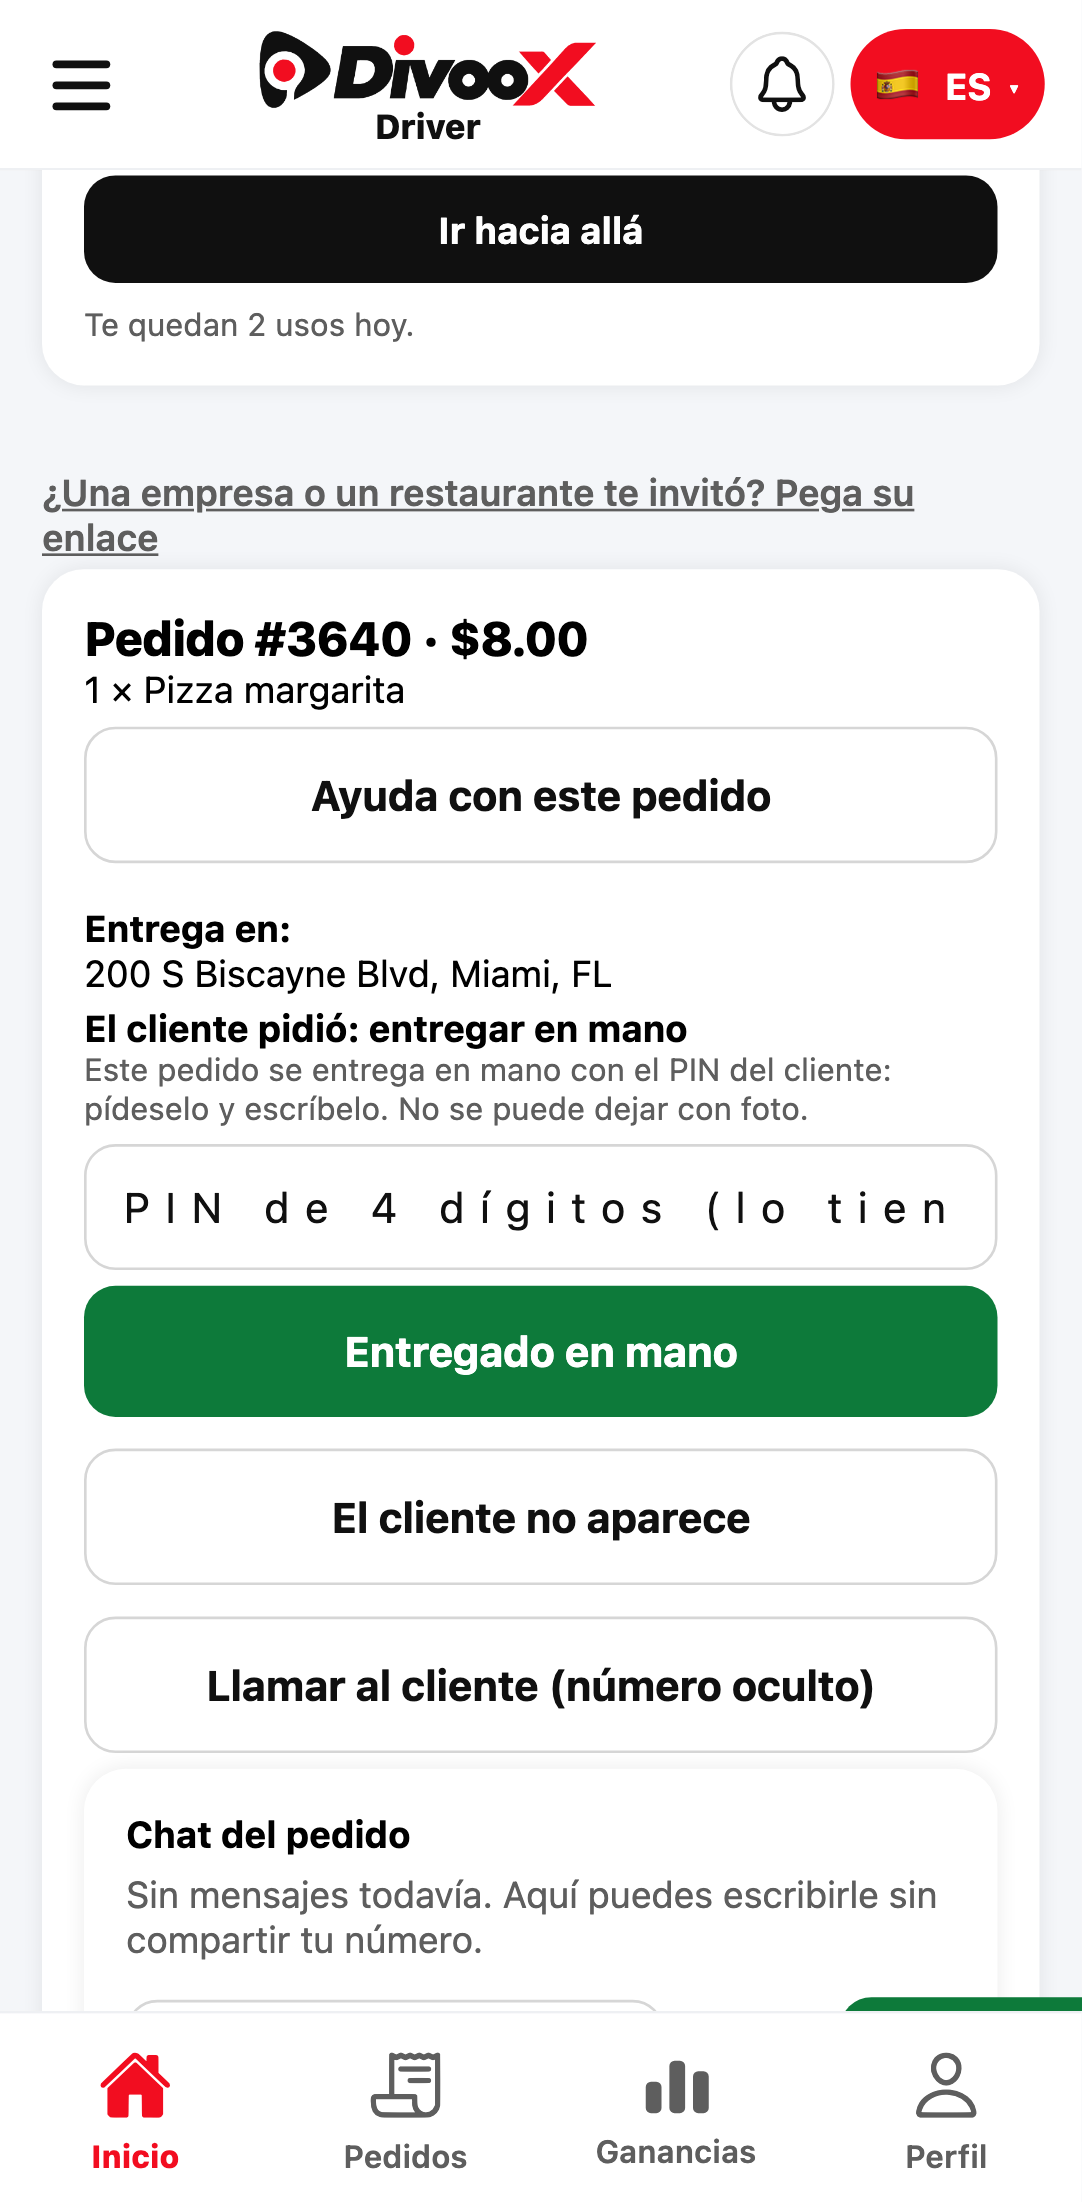 DivooX
Driver
ES
Ir hacia allá
Te quedan 2 usos hoy.
¿Una empresa o un restaurante te invitó? Pega su
enlace
Pedido #3640 · $8.00
1 × Pizza margarita
Ayuda con este pedido
Entrega en:
200 S Biscayne Blvd, Miami, FL
El cliente pidió: entregar en mano
Este pedido se entrega en mano con el PIN del cliente:
pídeselo y escríbelo. No se puede dejar con foto.
PIN de 4 dígitos (lo tien
Entregado en mano
El cliente no aparece
Llamar al cliente (número oculto)
Chat del pedido
Sin mensajes todavía. Aquí puedes escribirle sin
compartir tu número.
Inicio
Pedidos
Ganancias
Perfil